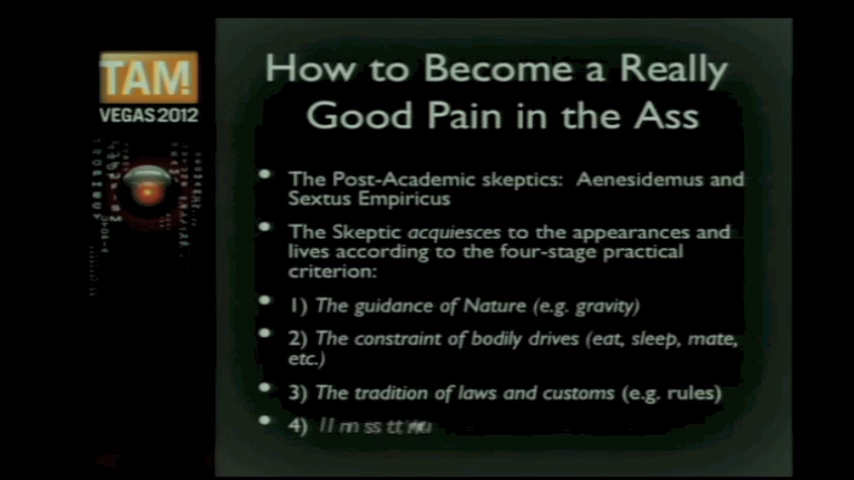 TAM!
VEGAS 2012
How to Become a Really
Good Pain in the Ass
• The Post-Academic skeptics: Aenesidemus and
Sextus Empiricus
• The Skeptic acquiesces to the appearances and
lives according to the four-stage practical
criterion:
• 1) The guidance of Nature (e.g. gravity)
• 2) The constraint of bodily drives (eat, sleep, mate,
etc.)
• 3) The tradition of laws and customs (e.g. rules)
• 4)